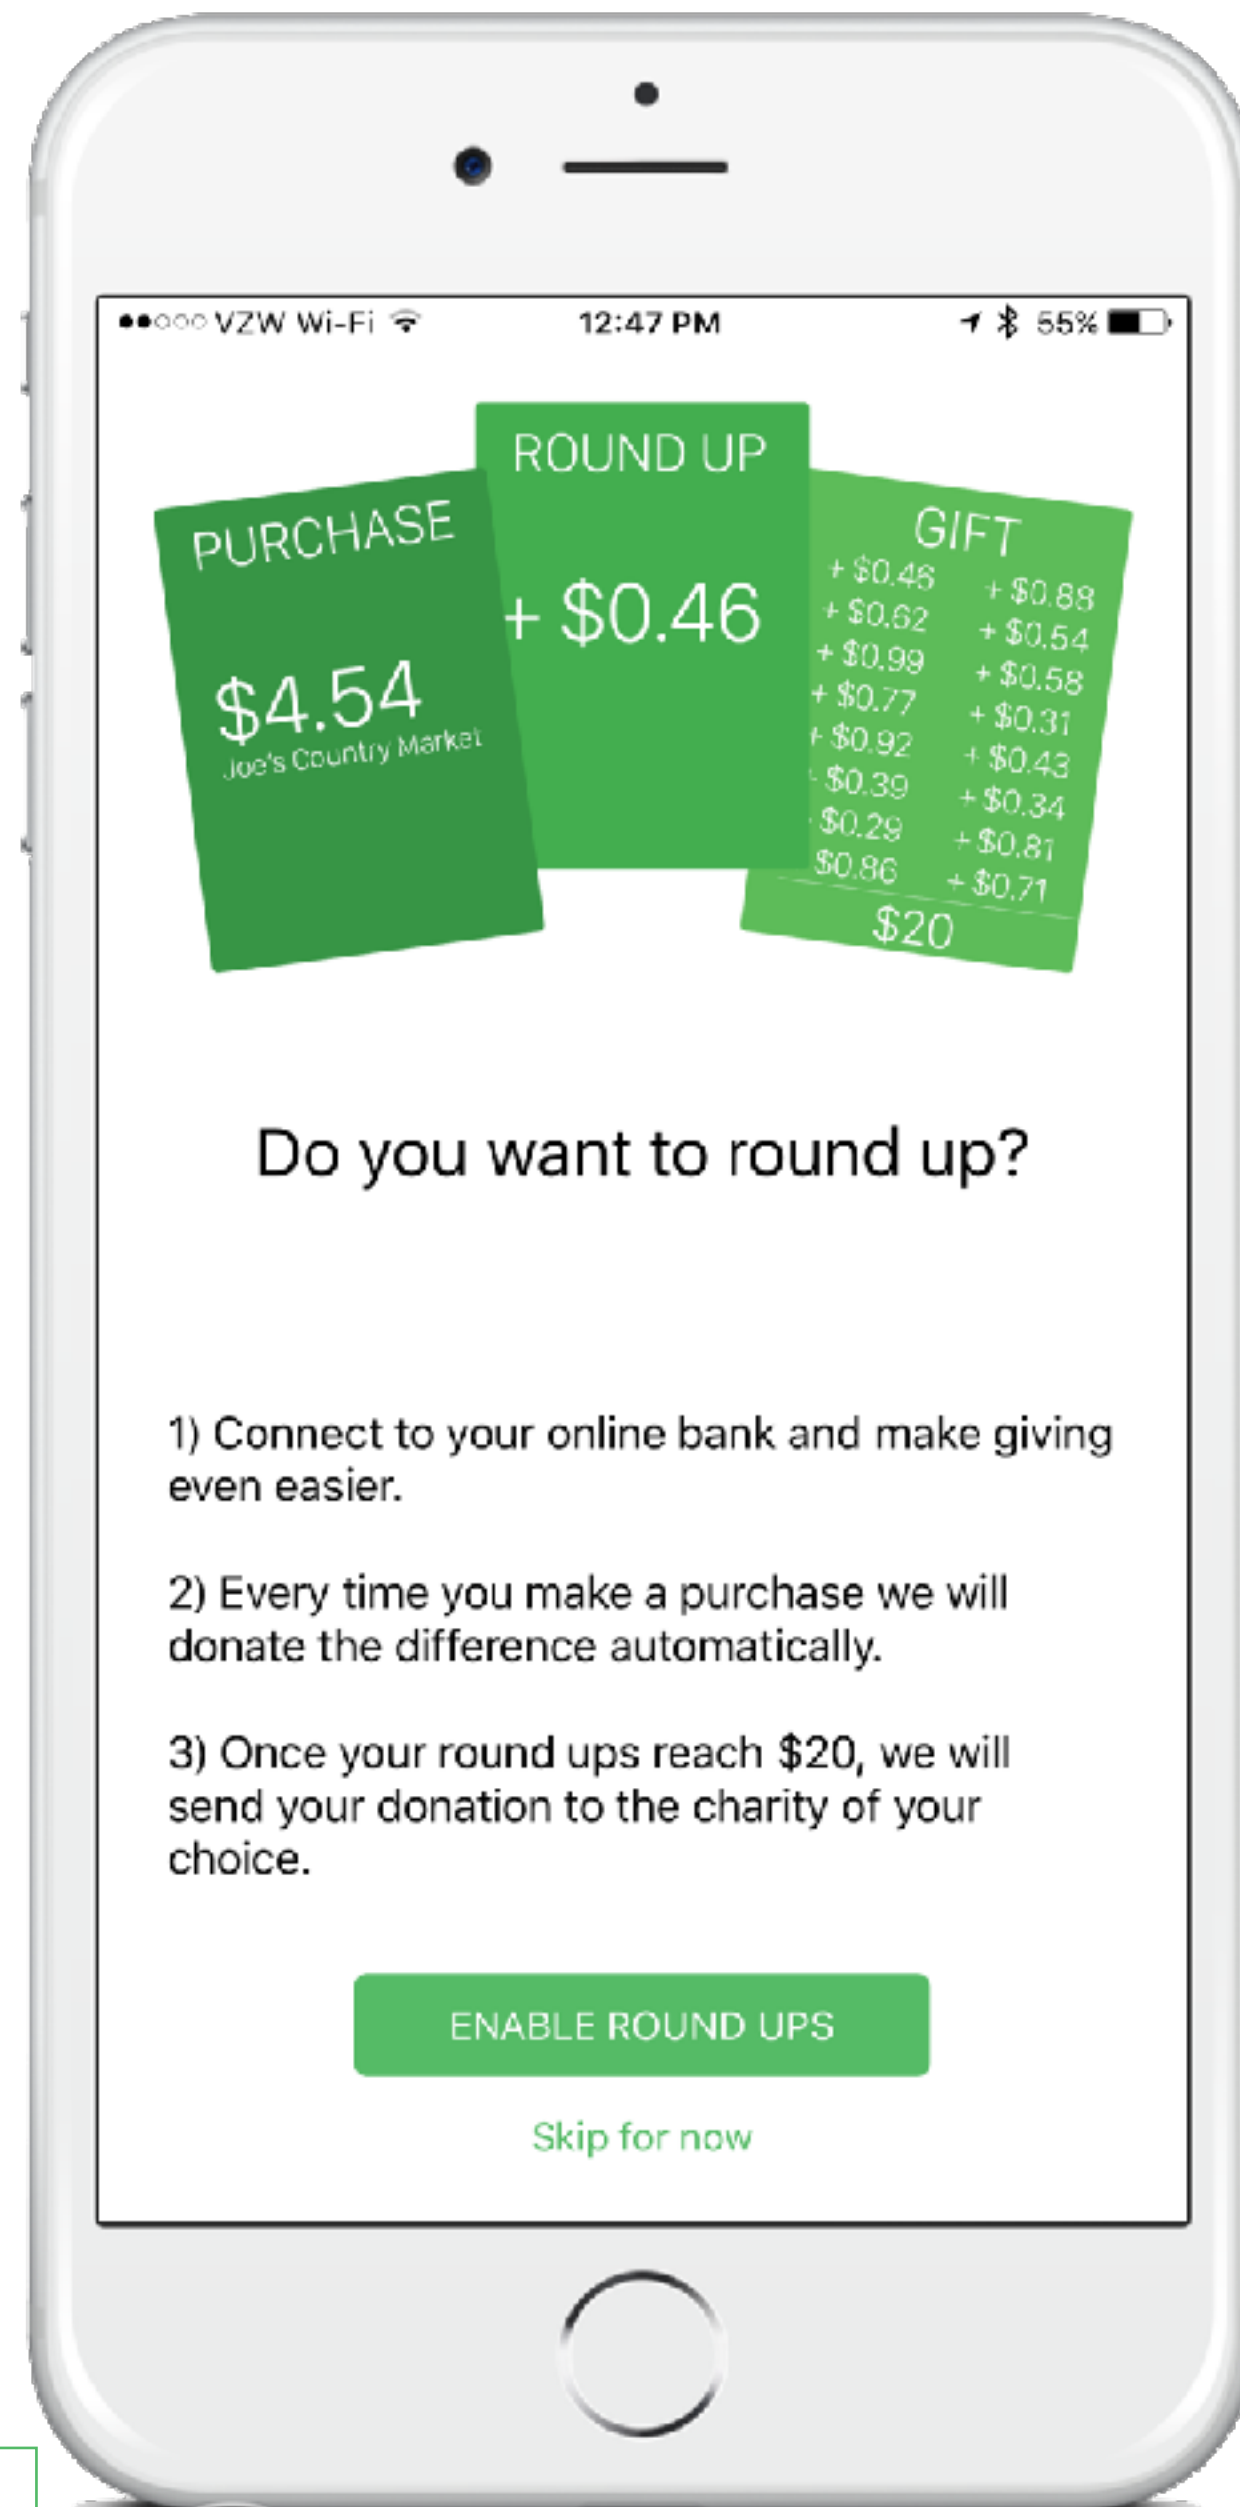 VZW Wi-Fi 12:47 PM 55%
PURCHASE
$4.54
Joe's Country Market
ROUND UP
+ $0.46
GIFT
+ $0.46 + $0.88
+ $0.62 + $0.54
+ $0.99 + $0.58
+ $0.77 + $0.31
+ $0.92 + $0.43
$0.39 + $0.34
$0.29 + $0.81
$0.86 + $0.71
$20
Do you want to round up?
1) Connect to your online bank and make giving
even easier.
2) Every time you make a purchase we will
donate the difference automatically.
3) Once your round ups reach $20, we will
send your donation to the charity of your
choice.
ENABLE ROUND UPS
Skip for now